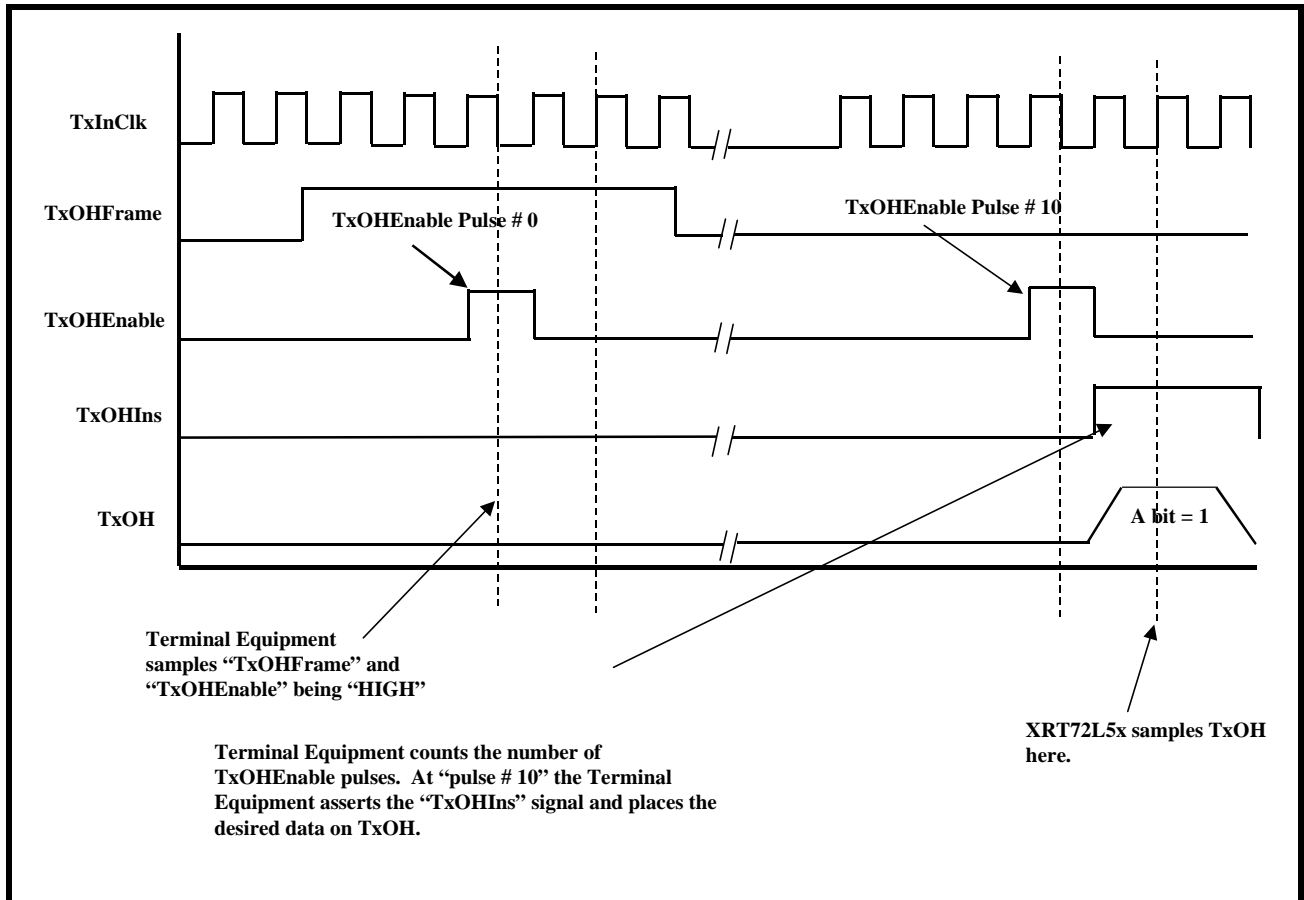 TxInClk
TxOHFrame
TxOHEnable Pulse # 0
TxOHEnable Pulse # 10
TxOHEnable
TxOHIns
TxOH
A bit = 1
Terminal Equipment
samples “TxOHFrame” and
“TxOHEnable” being “HIGH”
XRT72L5x samples TxOH
here.
Terminal Equipment counts the number of
TxOHEnable pulses.  At “pulse # 10” the Terminal
Equipment asserts the “TxOHIns” signal and places the
desired data on TxOH.